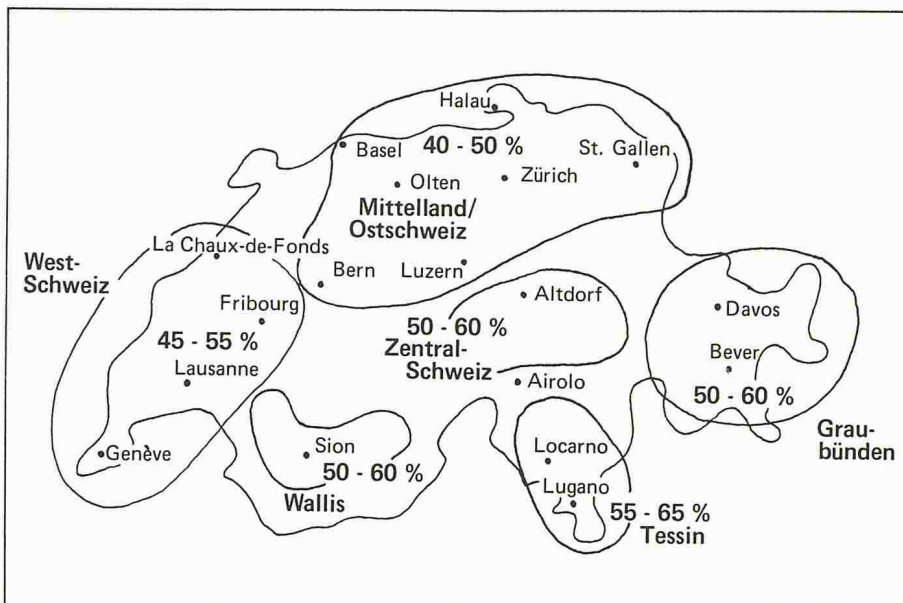 Halau
Basel
40 - 50 %
St. Gallen
Olten
Zürich
Mittelland/
Ostschweiz
La Chaux-de-Fonds
West-
Schweiz
Bern
Luzern
Fribourg
45 - 55 %
Lausanne
Altdorf
50 - 60 %
Zentral-
Schweiz
Airolo
Davos
Bever
50 - 60 %
Grau-
bünden
Genève
Sion
50 - 60 %
Wallis
Locarno
Lugano
55 - 65 %
Tessin